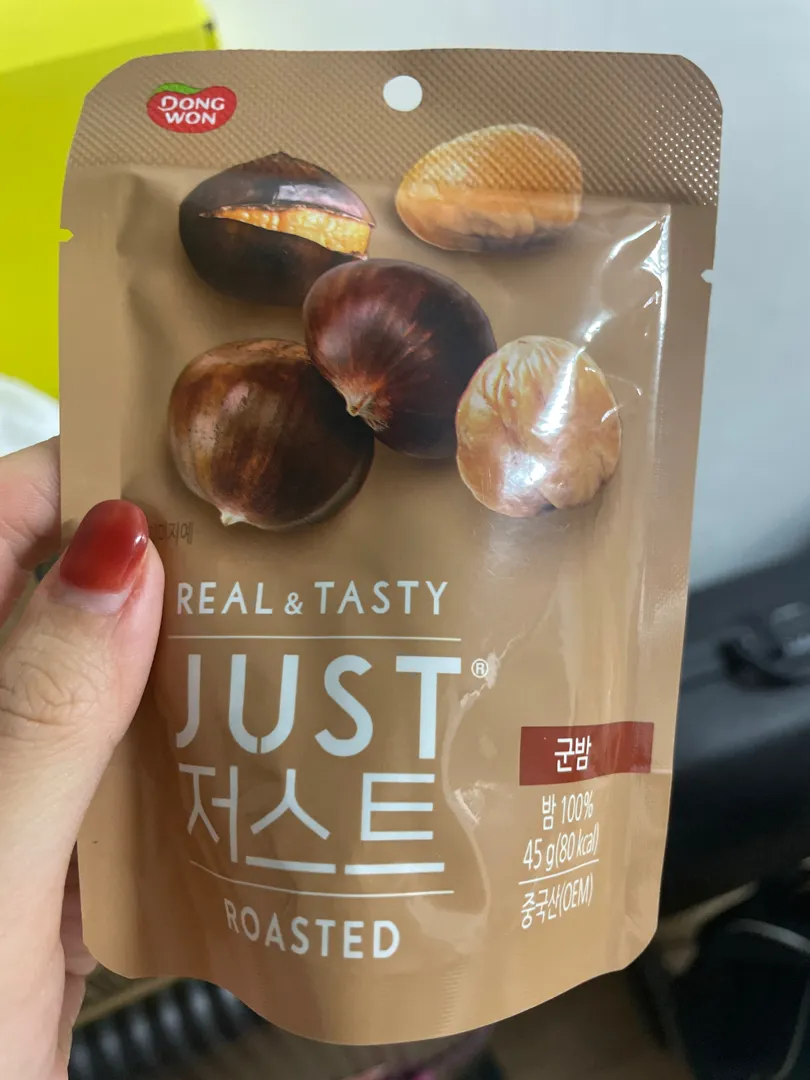 DONG
WON
REAL & TASTY
JUST®
저스트
ROASTED
군밤
밤 100%
45 g(80 kcal)
중국산(OEM)